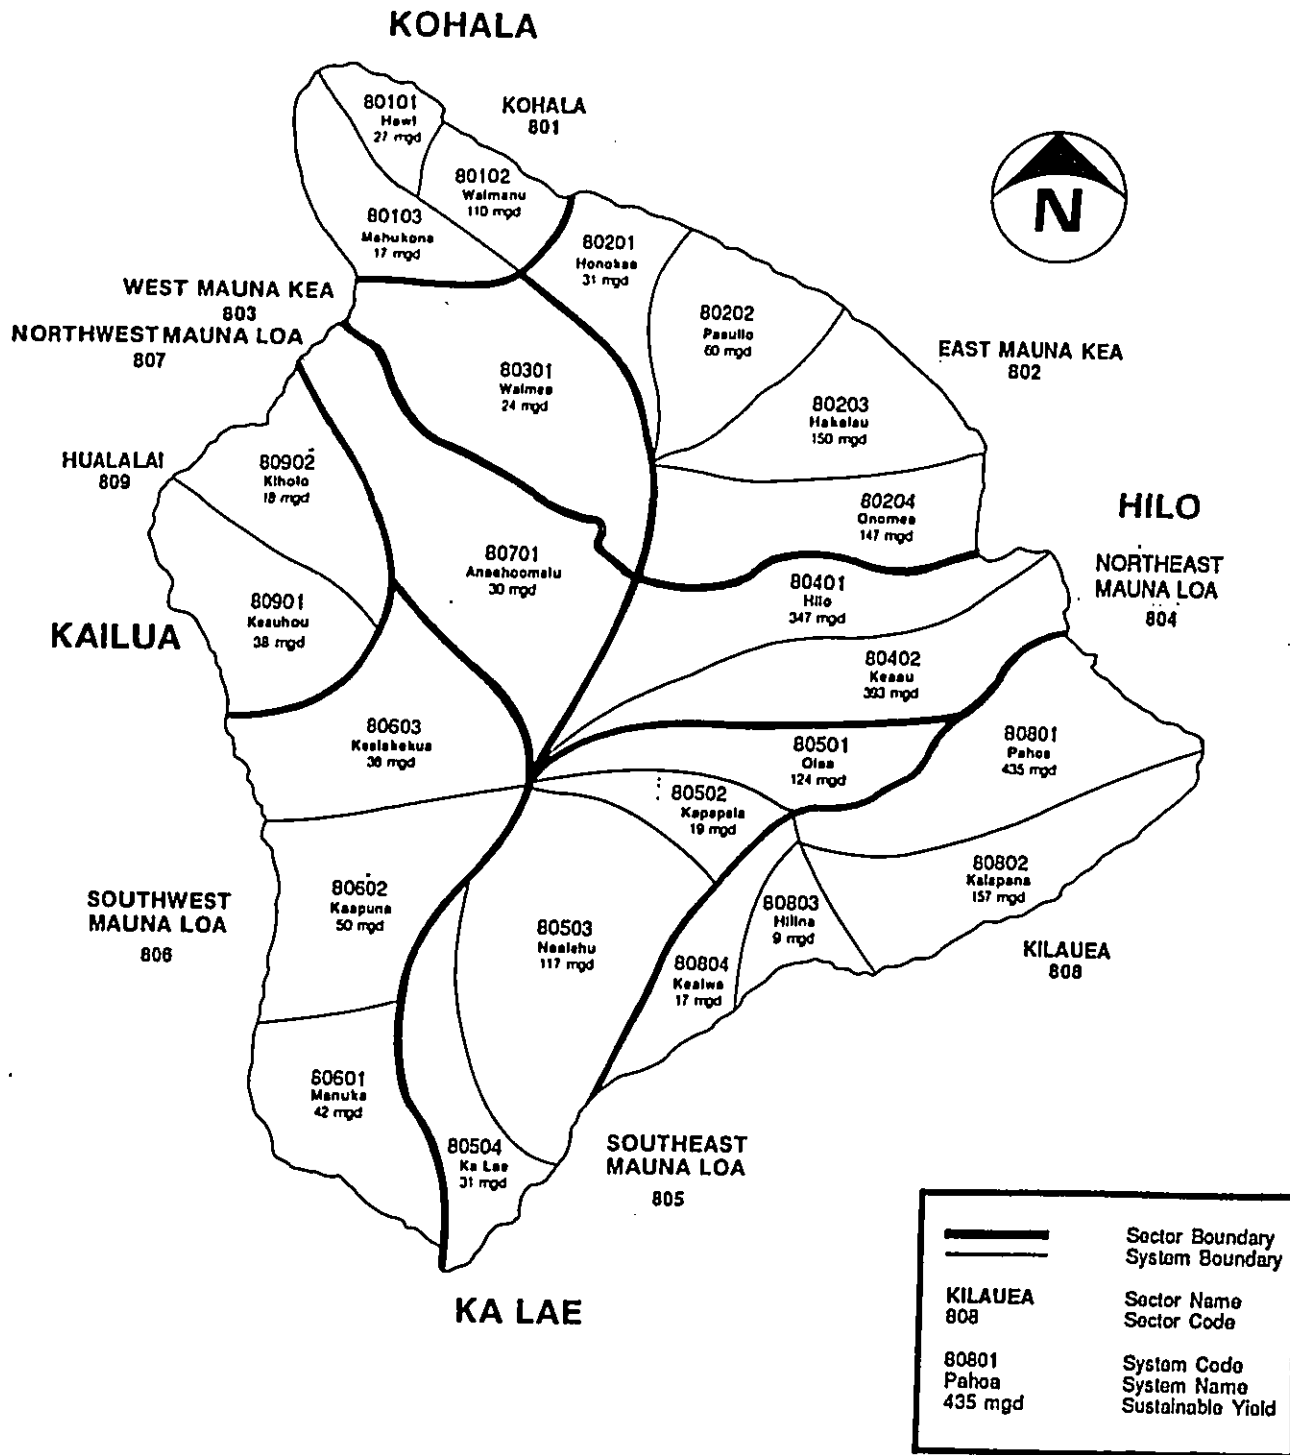 KOHALA
KOHALA
801
80101
Hawi
27 mgd
80102
Waimanu
110 mgd
80103
Mahukona
17 mgd
80201
Honokaa
31 mgd
WEST MAUNA KEA
803
NORTHWEST MAUNA LOA
807
80202
Paauilo
60 mgd
EAST MAUNA KEA
802
80301
Waimea
24 mgd
80203
Hakalau
150 mgd
HUALALAI
809
80902
Kiholo
18 mgd
80204
Onomea
147 mgd
HILO
NORTHEAST
MAUNA LOA
804
80701
Anaehoomalu
30 mgd
80401
Hilo
347 mgd
80901
Keauhou
38 mgd
KAILUA
80402
Keaau
393 mgd
80603
Kealakekua
38 mgd
80501
Olaa
124 mgd
80801
Pahoa
435 mgd
80502
Kapapala
19 mgd
80802
Kalapana
157 mgd
SOUTHWEST
MAUNA LOA
806
80602
Kaapuna
50 mgd
80503
Naalehu
117 mgd
80803
Hilina
9 mgd
80804
Keaiwa
17 mgd
KILAUEA
808
80601
Manuka
42 mgd
80504
Ka Lae
31 mgd
SOUTHEAST
MAUNA LOA
805
KA LAE
N
Sector Boundary
System Boundary
KILAUEA Sector Name
808 Sector Code
80801 System Code
Pahoa System Name
435 mgd Sustainable Yield